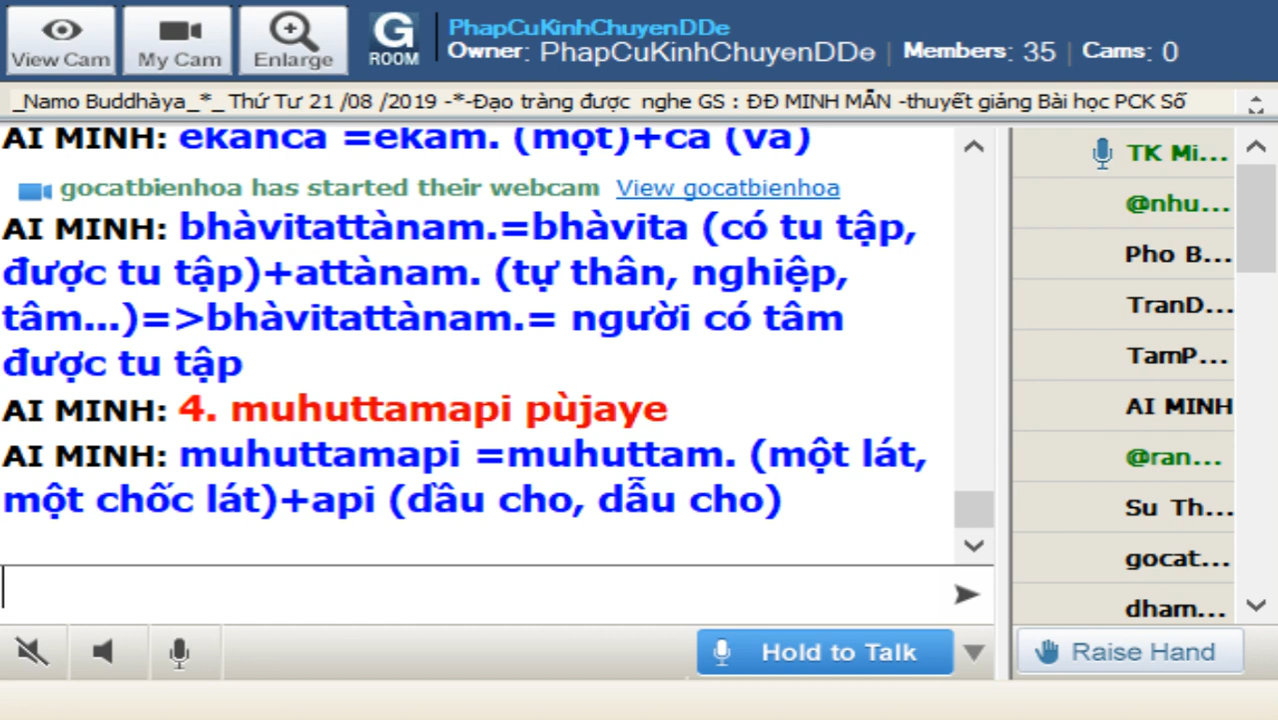 View Cam
My Cam
Enlarge
G
ROOM
PhapCuKinhChuyenDDe
Owner: PhapCuKinhChuyenDDe | Members: 35 | Cams: 0
_Namo Buddhàya_*_ Thứ Tư 21 /08 /2019 -*-Đạo tràng được nghe GS : ĐĐ MINH MẪN -thuyết giảng Bài học PCK Số
AI MINH: ekanca =ekam. (một)+ca (và)
gocatbienhoa has started their webcam View gocatbienhoa
AI MINH: bhàvitattànam.=bhàvita (có tu tập,
được tu tập)+attànam. (tự thân, nghiệp,
tâm...)=>bhàvitattànam.= người có tâm
được tu tập
AI MINH: 4. muhuttamapi pùjaye
AI MINH: muhuttamapi =muhuttam. (một lát,
một chốc lát)+api (dầu cho, dẫu cho)
TK Mi...
@nhu...
Pho B...
TranD...
TamP...
AI MINH
@ran...
Su Th...
gocat...
dham...
Hold to Talk
Raise Hand